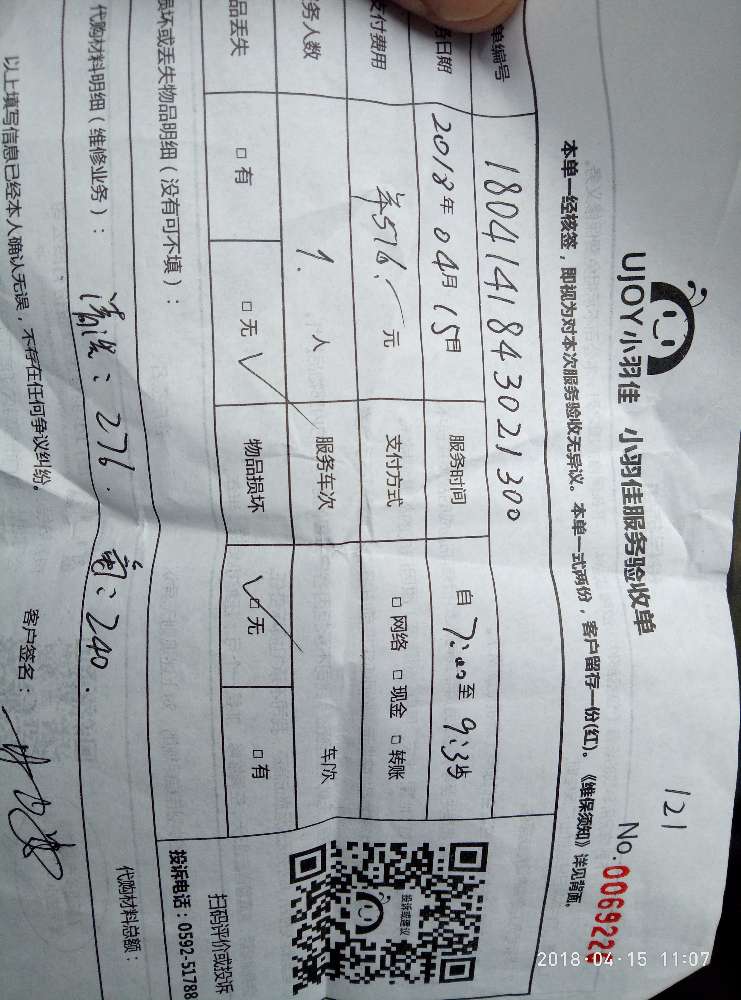 121
UJOY小羽佳 小羽佳服务验收单 No.0069221
本单一经核签，即视为对本次服务验收无异议。本单一式两份，客户留存一份(红)。《维保须知》详见背面。
单编号 1804141843021300
务日期 2018年04月15日 服务时间 自7:00至9:35
支付费用 516. 元 支付方式 □网络 □现金 □转账
务人数 1. 人 服务车次 车次
品丢失 □有 □无 物品损坏 □无 □有
损坏或丢失物品明细（没有可不填）：
代购材料明细（维修业务）： 清洗：276. 240.
代购材料总额：
以上填写信息已经本人确认无误，不存在任何争议纠纷。 客户签名：
投诉或建议
扫码评价或投诉
投诉电话：0592-51788
2018-04-15 11:07